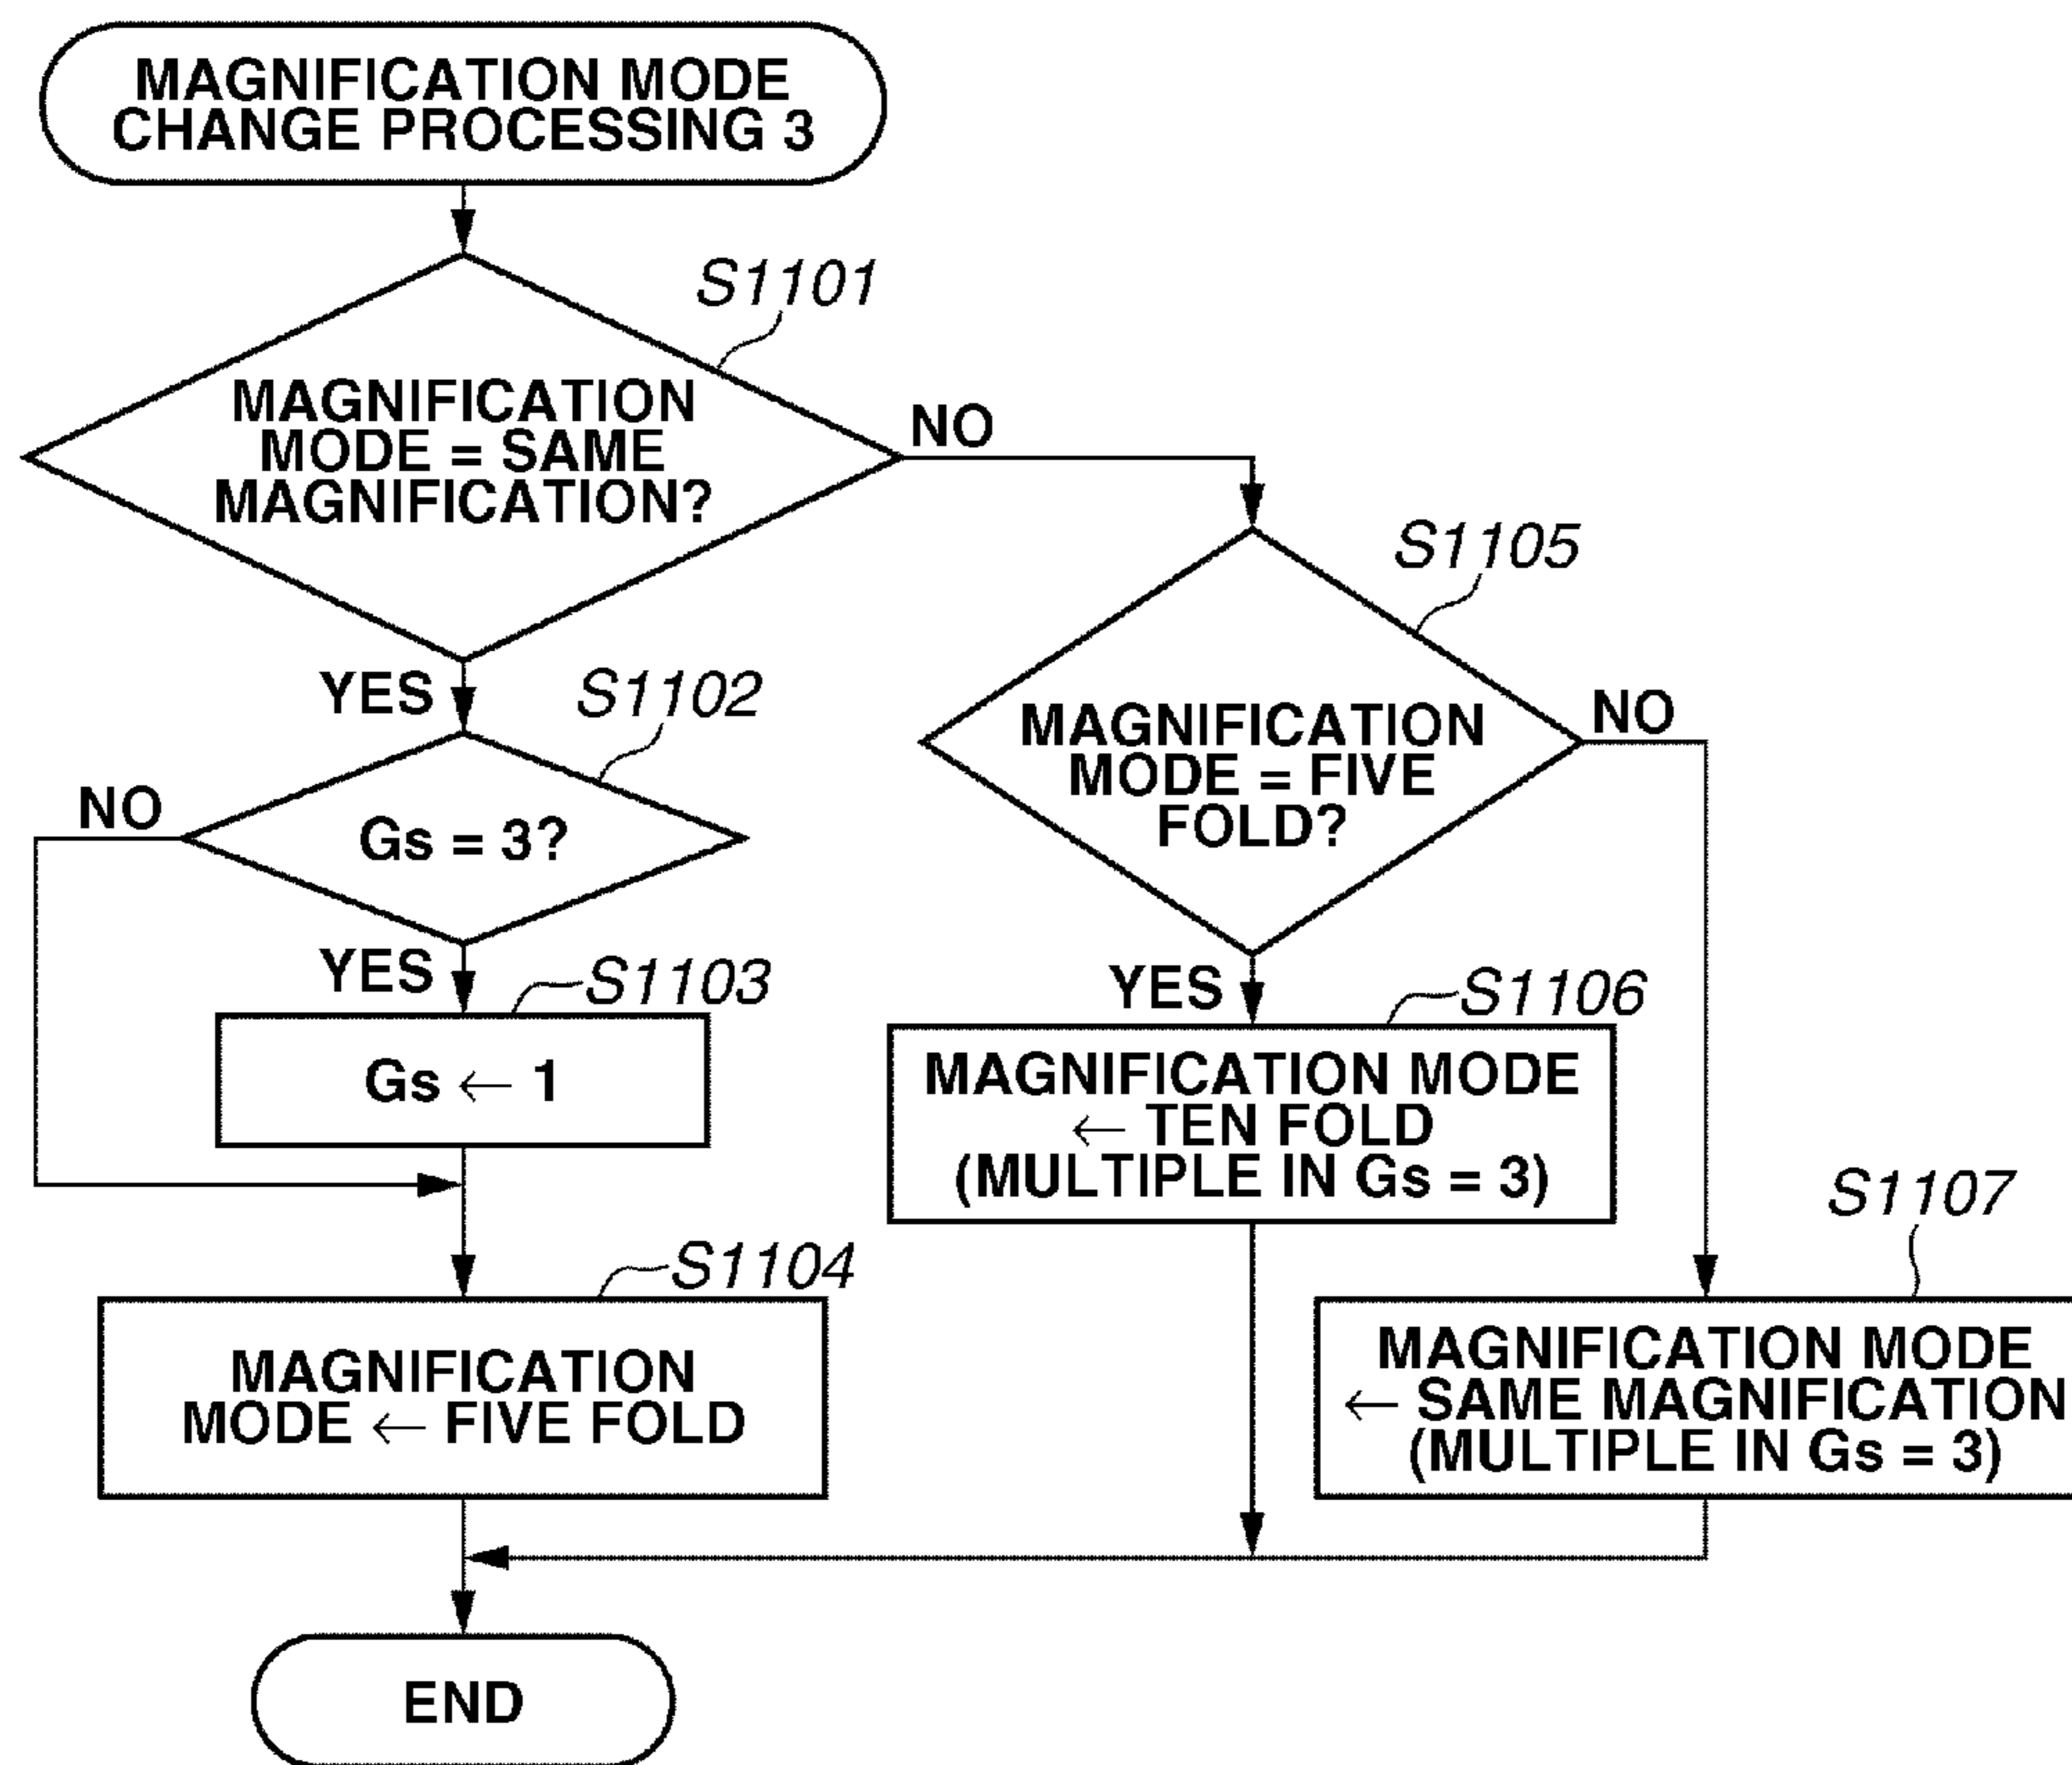 MAGNIFICATION MODE
CHANGE PROCESSING 3
S1101
MAGNIFICATION
MODE = SAME
MAGNIFICATION?
NO
YES
S1102
Gs = 3?
NO
YES
S1103
Gs ← 1
S1104
MAGNIFICATION
MODE ← FIVE FOLD
S1105
MAGNIFICATION
MODE = FIVE
FOLD?
NO
YES
S1106
MAGNIFICATION MODE
← TEN FOLD
(MULTIPLE IN Gs = 3)
S1107
MAGNIFICATION MODE
← SAME MAGNIFICATION
(MULTIPLE IN Gs = 3)
END